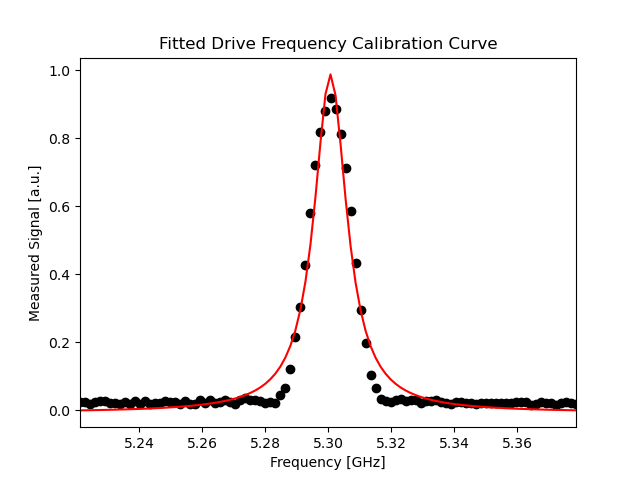 Fitted Drive Frequency Calibration Curve
1.0
0.8
0.6
0.4
0.2
0.0
Measured Signal [a.u.]
5.24 5.26 5.28 5.30 5.32 5.34 5.36
Frequency [GHz]